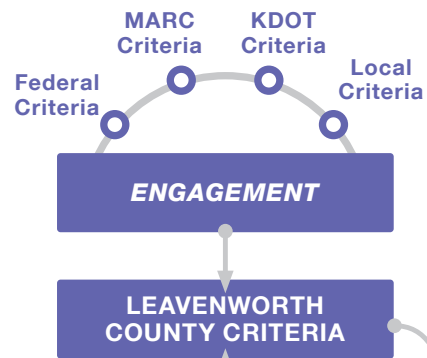 MARC
Criteria
KDOT
Criteria
Federal
Criteria
Local
Criteria
ENGAGEMENT
LEAVENWORTH
COUNTY CRITERIA